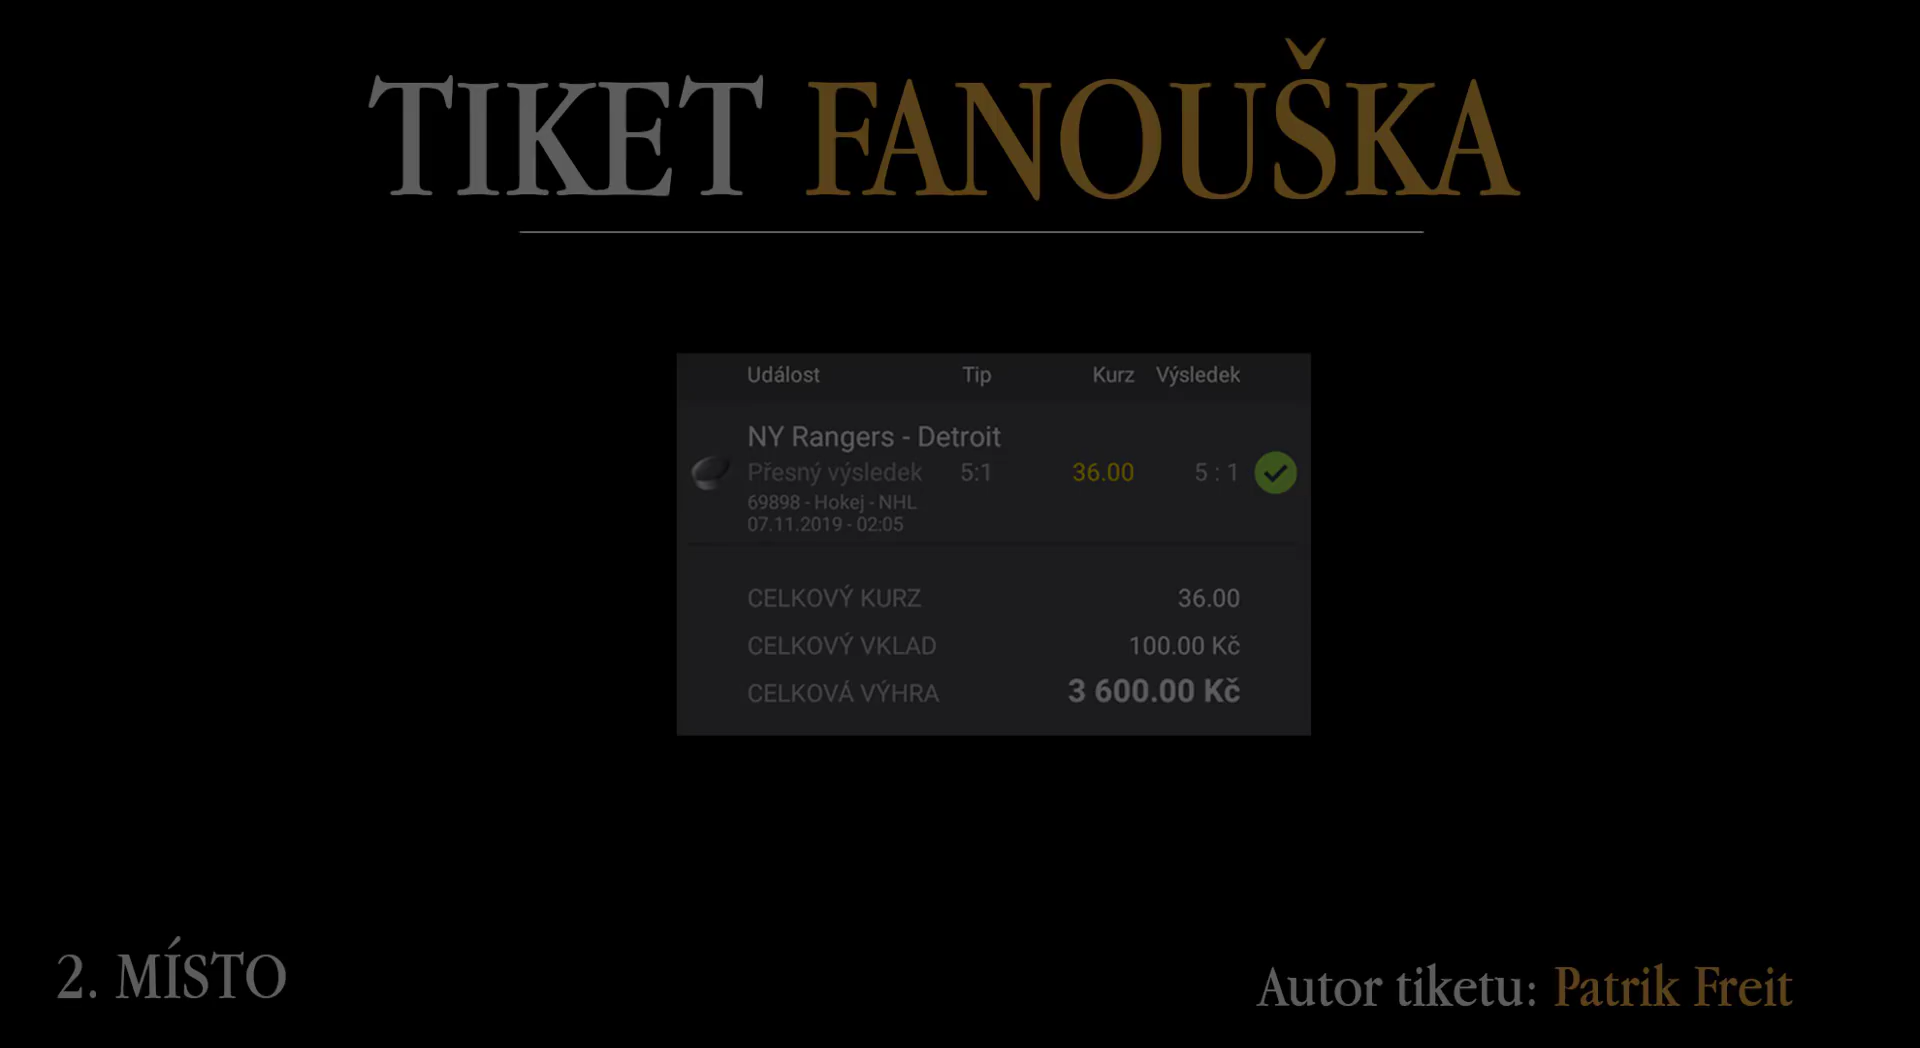 TIKET FANOUŠKA
Událost Tip Kurz Výsledek
NY Rangers - Detroit
Přesný výsledek 5:1 36.00 5 : 1
69898 - Hokej - NHL
07.11.2019 - 02:05
CELKOVÝ KURZ 36.00
CELKOVÝ VKLAD 100.00 Kč
CELKOVÁ VÝHRA 3 600.00 Kč
2. MÍSTO
Autor tiketu: Patrik Freit